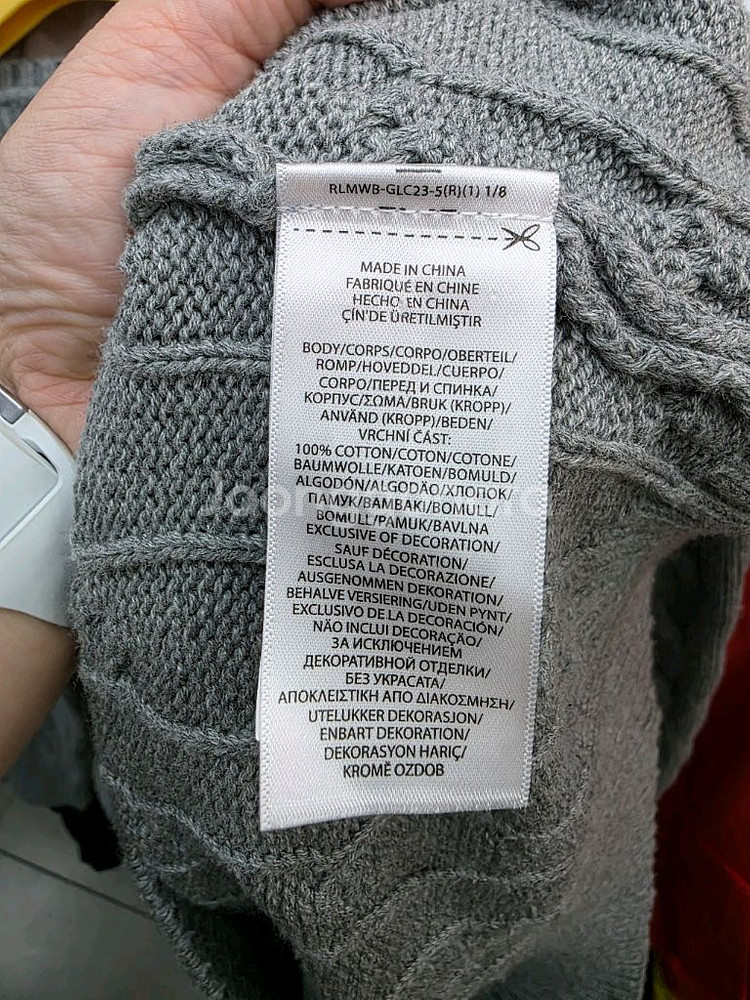 RLMWB-GLC23-5(R)(1) 1/8
MADE IN CHINA
FABRIQUÉ EN CHINE
HECHO EN CHINA
ÇİN'DE ÜRETİLMİŞTİR
BODY/CORPS/CORPO/OBERTEIL/
ROMP/HOVEDDEL/CUERPO/
CORPO/ПЕРЕД И СПИНКА/
КОРПУС/ΣΩΜΑ/BRUK (KROPP)/
ANVÄND (KROPP)/BEDEN/
VRCHNÍ ČÁST:
100% COTTON/COTON/COTONE/
BAUMWOLLE/KATOEN/BOMULD/
ALGODÓN/ALGODÃO/ХЛОПОК/
ПАМУК/ΒΑΜΒΑΚΙ/BOMULL/
BOMULL/PAMUK/BAVLNA
EXCLUSIVE OF DECORATION/
SAUF DÉCORATION/
ESCLUSA LA DECORAZIONE/
AUSGENOMMEN DEKORATION/
BEHALVE VERSIERING/UDEN PYNT/
EXCLUSIVO DE LA DECORACIÓN/
NÃO INCLUI DECORAÇÃO/
ЗА ИСКЛЮЧЕНИЕМ
ДЕКОРАТИВНОЙ ОТДЕЛКИ/
БЕЗ УКРАСАТА/
ΑΠΟΚΛΕΙΣΤΙΚΗ ΑΠΟ ΔΙΑΚΟΣΜΗΣΗ/
UTELUKKER DEKORASJON/
ENBART DEKORATION/
DEKORASYON HARİÇ/
KROMĚ OZDOB